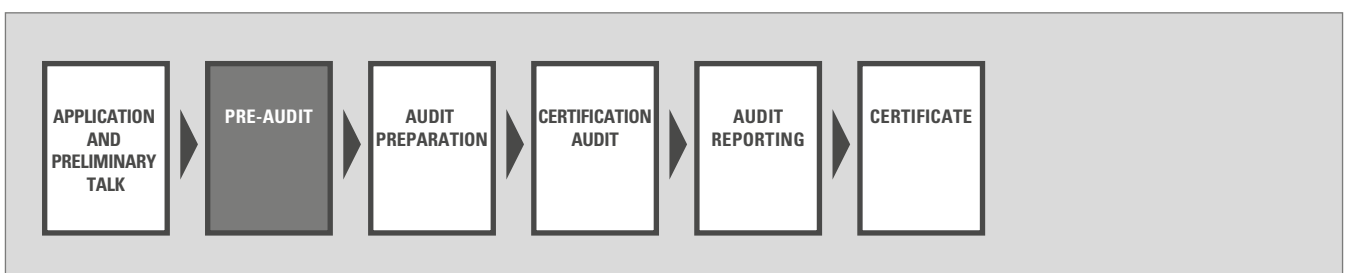 APPLICATION
AND
PRELIMINARY
TALK
PRE-AUDIT
AUDIT
PREPARATION
CERTIFICATION
AUDIT
AUDIT
REPORTING
CERTIFICATE